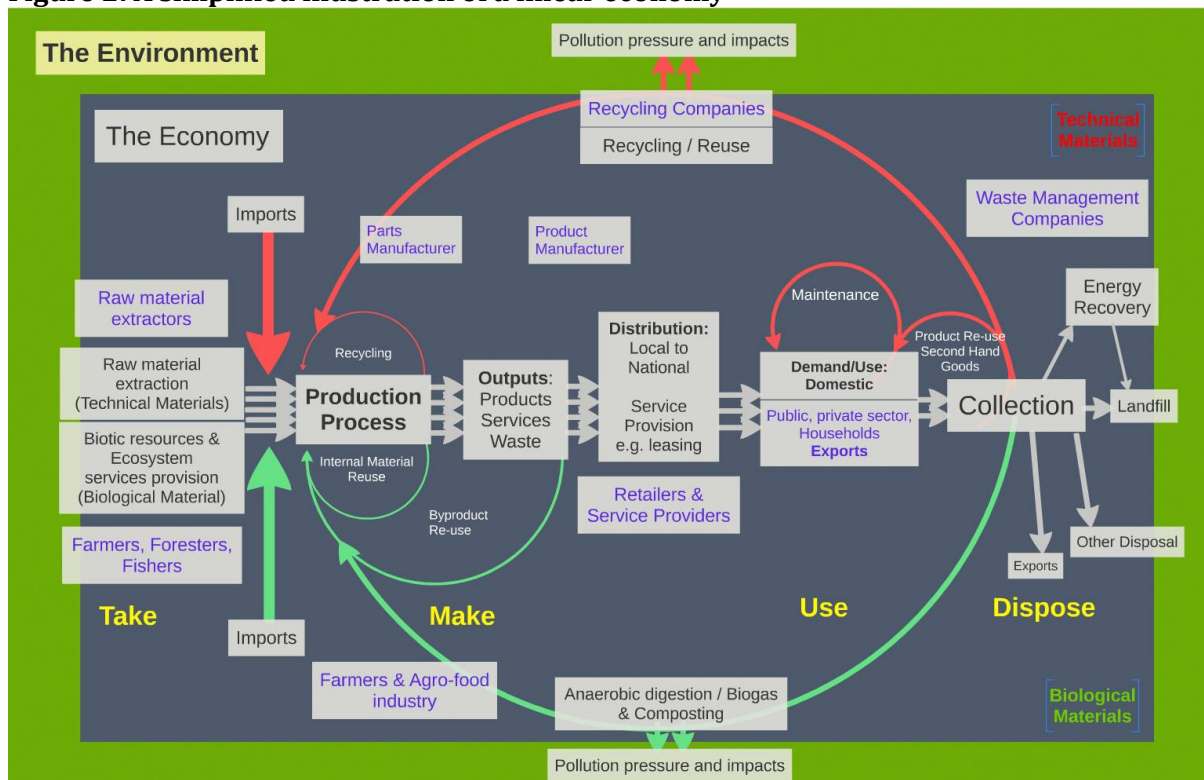 The Environment
Pollution pressure and impacts
The Economy
Recycling Companies
Recycling / Reuse
Technical
Materials
Imports
Parts
Manufacturer
Product
Manufacturer
Waste Management
Companies
Raw material
extractors
Maintenance
Energy
Recovery
Raw material
extraction
(Technical Materials)
Biotic resources &
Ecosystem
services provision
(Biological Material)
Recycling
Production
Process
Internal Material
Reuse
Outputs:
Products
Services
Waste
Byproduct
Re-use
Distribution:
Local to
National
Service
Provision
e.g. leasing
Demand/Use:
Domestic
Public, private sector,
Households
Exports
Product Re-use
Second Hand
Goods
Collection
Landfill
Retailers &
Service Providers
Farmers, Foresters,
Fishers
Other Disposal
Exports
Take
Make
Use
Dispose
Imports
Farmers & Agro-food
industry
Anaerobic digestion / Biogas
& Composting
Biological
Materials
Pollution pressure and impacts